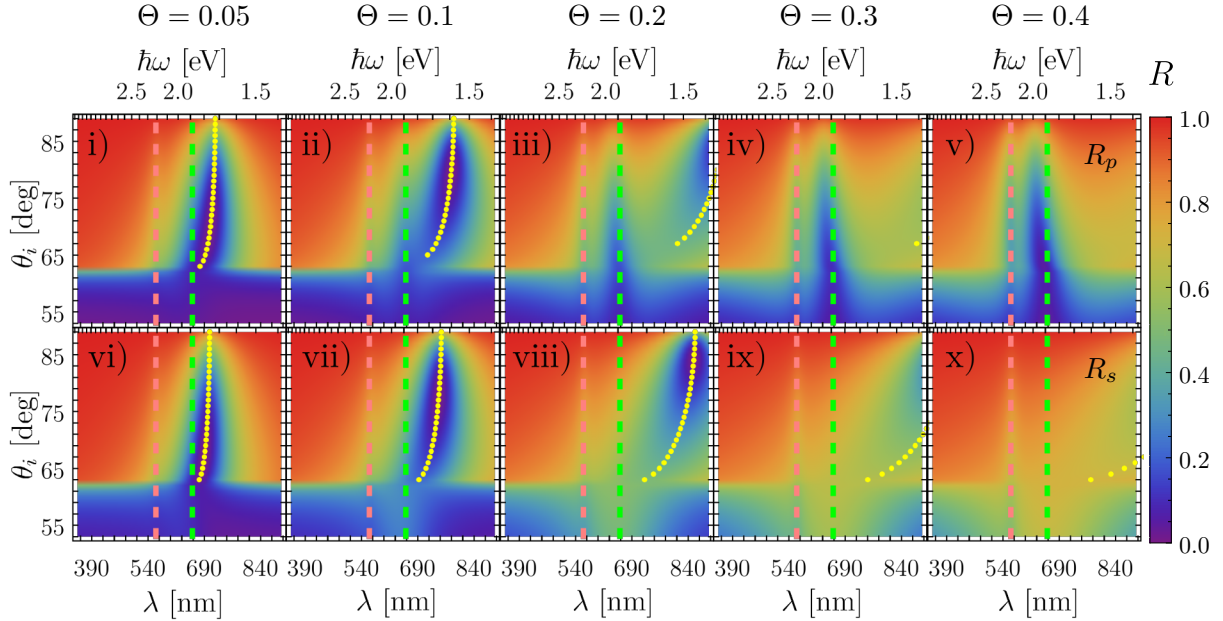 Θ = 0.05 Θ = 0.1 Θ = 0.2 Θ = 0.3 Θ = 0.4
ħω [eV] ħω [eV] ħω [eV] ħω [eV] ħω [eV] R
2.5 2.0 1.5 2.5 2.0 1.5 2.5 2.0 1.5 2.5 2.0 1.5 2.5 2.0 1.5
θi [deg] 85 75 65 55 i) ii) iii) iv) v) Rp
θi [deg] 85 75 65 55 vi) vii) viii) ix) x) Rs
1.0
0.8
0.6
0.4
0.2
0.0
390 540 690 840 390 540 690 840 390 540 690 840 390 540 690 840 390 540 690 840
λ [nm] λ [nm] λ [nm] λ [nm] λ [nm]